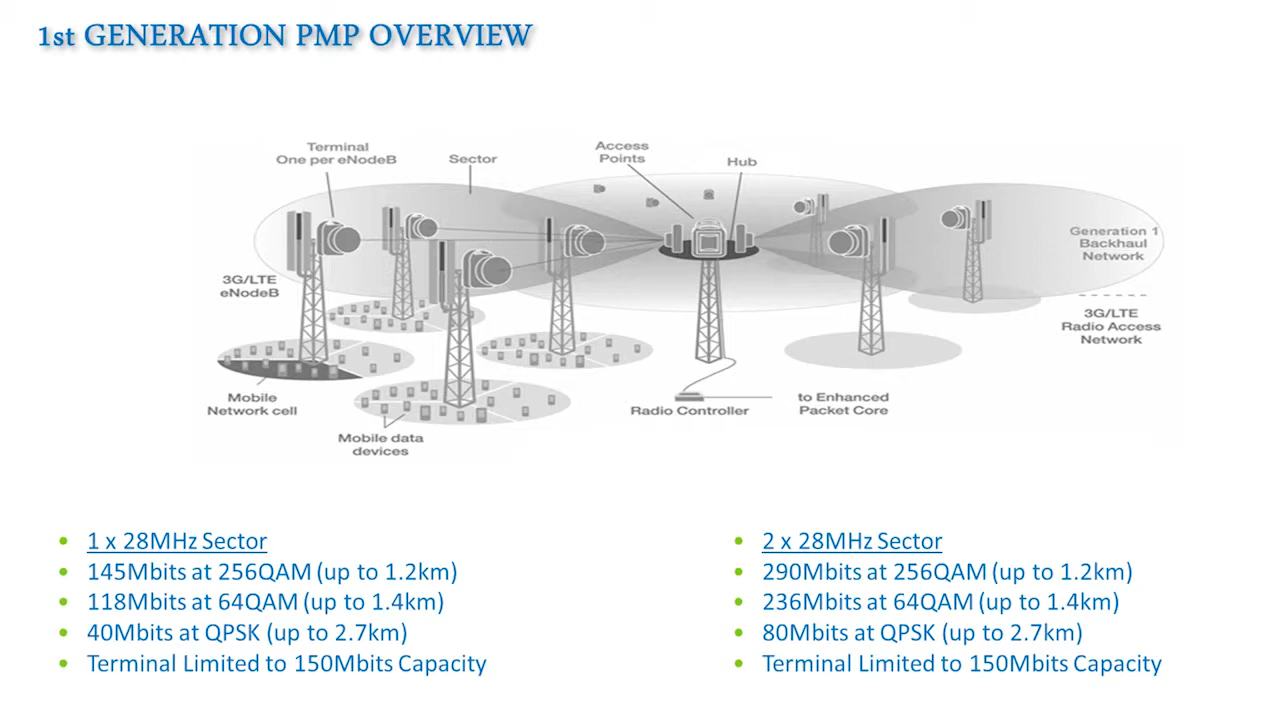 1st GENERATION PMP OVERVIEW
Terminal
One per eNodeB
Sector
Access
Points
Hub
Generation 1
Backhaul
Network
3G/LTE
eNodeB
3G/LTE
Radio Access
Network
Mobile
Network cell
Radio Controller
to Enhanced
Packet Core
Mobile data
devices
• 1 x 28MHz Sector
• 145Mbits at 256QAM (up to 1.2km)
• 118Mbits at 64QAM (up to 1.4km)
• 40Mbits at QPSK (up to 2.7km)
• Terminal Limited to 150Mbits Capacity
• 2 x 28MHz Sector
• 290Mbits at 256QAM (up to 1.2km)
• 236Mbits at 64QAM (up to 1.4km)
• 80Mbits at QPSK (up to 2.7km)
• Terminal Limited to 150Mbits Capacity